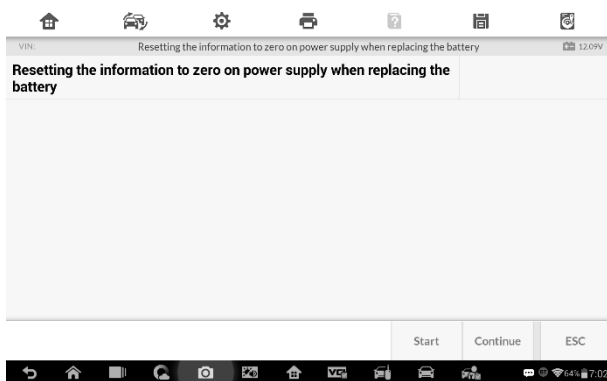 VIN: Resetting the information to zero on power supply when replacing the battery 12.09V
Resetting the information to zero on power supply when replacing the
battery
Start Continue ESC
VCI
64% 7:02